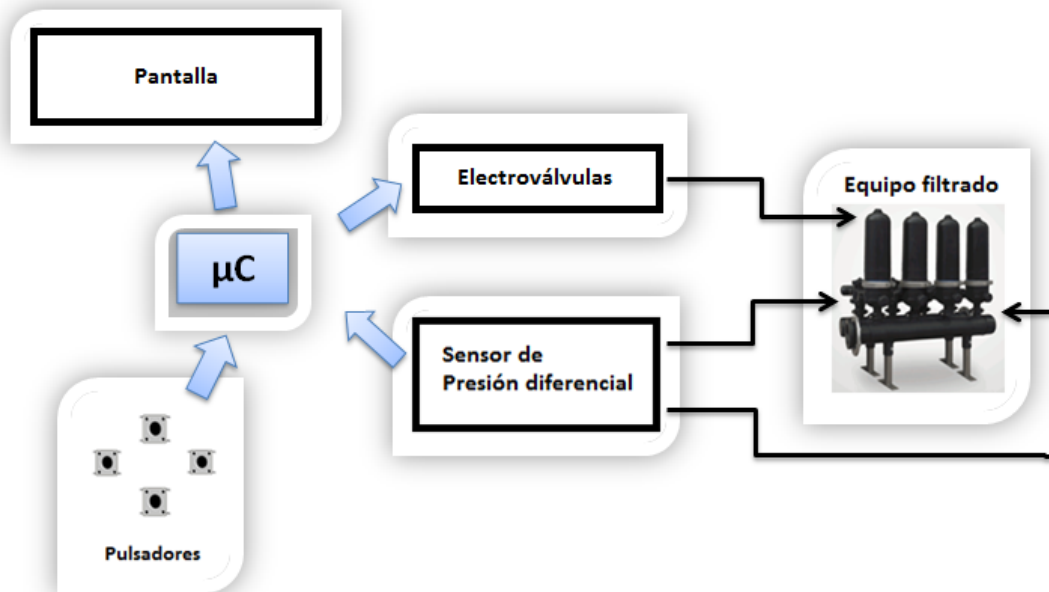 Pantalla
Electroválvulas
Equipo filtrado
µC
Sensor de
Presión diferencial
Pulsadores